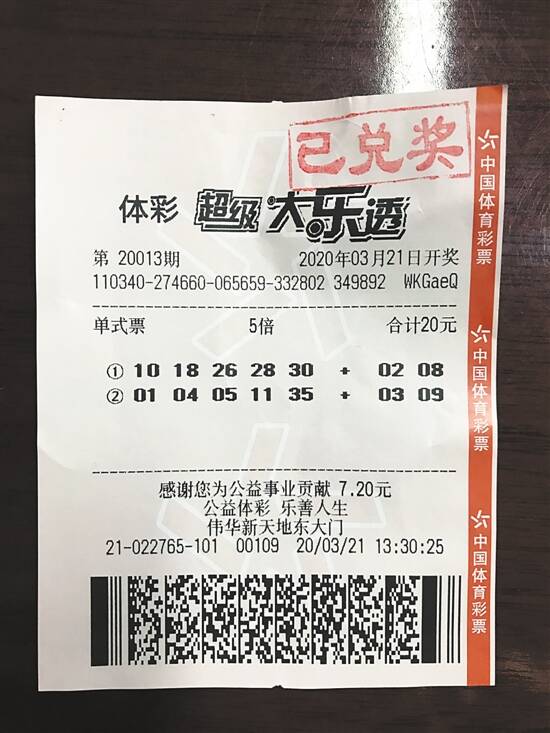 已兑奖
体彩 超级大乐透
第 20013期 2020年03月21日开奖
110340-274660-065659-332802 349892 WKGaeQ
单式票 5倍 合计20元
① 10 18 26 28 30 + 02 08
② 01 04 05 11 35 + 03 09
感谢您为公益事业贡献 7.20元
公益体彩 乐善人生
伟华新天地东大门
21-022765-101 00109 20/03/21 13:30:25
中国体育彩票
中国体育彩票
中国体育彩票